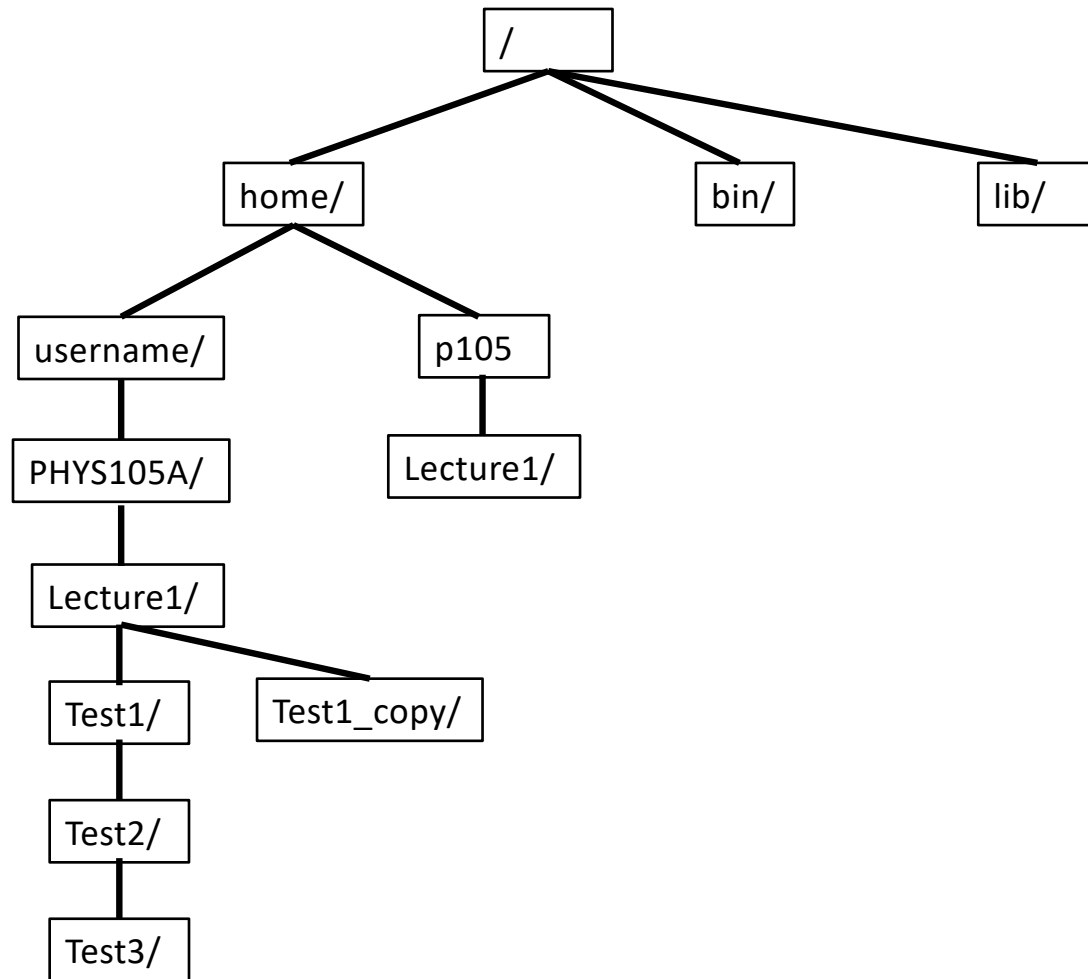 /
home/
bin/
lib/
username/
p105
PHYS105A/
Lecture1/
Lecture1/
Test1/
Test1_copy/
Test2/
Test3/